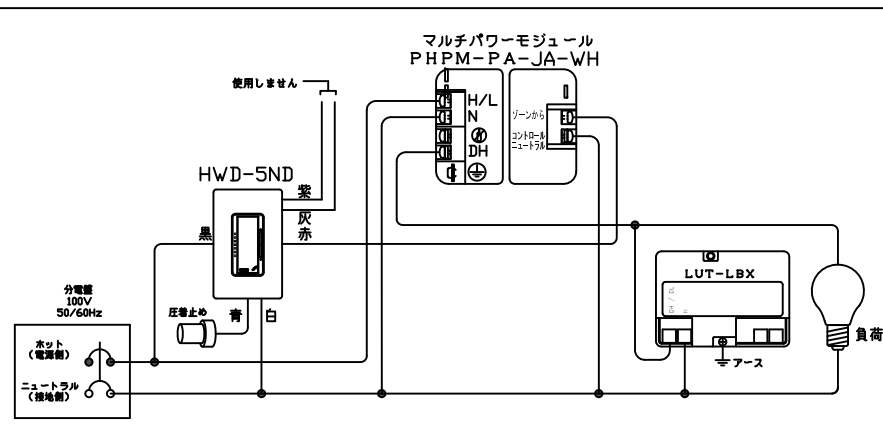 マルチパワーモジュール
PHPM-PA-JA-WH
使用しません
H/L
N
DH
ゾーンから
コントロール
ニュートラル
HWD-5ND
紫
灰
赤
黒
青
白
圧着止め
分電盤
100V
50/60Hz
ホット
(電源側)
ニュートラル
(接地側)
LUT-LBX
DH / DL
N
アース
負荷